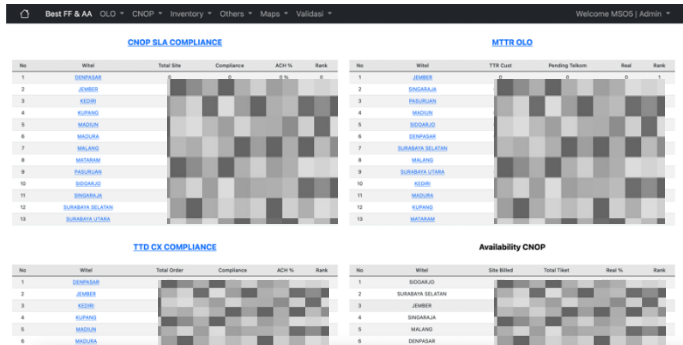 Best FF & AA OLO CNOP Inventory Others Maps Validasi Welcome MSO5 | Admin
CNOP SLA COMPLIANCE
No Witel Total Site Compliance ACH % Rank
1 DENPASAR 0 0 0 % 0
2 JEMBER
3 KEDIRI
4 KUPANG
5 MADIUN
6 MADURA
7 MALANG
8 MATARAM
9 PASURUAN
10 SIDOARJO
11 SINGARAJA
12 SURABAYA SELATAN
13 SURABAYA UTARA
MTTR OLO
No Witel TTR Cust Pending Telkom Real Rank
1 JEMBER 0 0 0 1
2 SINGARAJA
3 PASURUAN
4 MADIUN
5 SIDOARJO
6 DENPASAR
7 SURABAYA SELATAN
8 MALANG
9 SURABAYA UTARA
10 KEDIRI
11 MADURA
12 KUPANG
13 MATARAM
TTD CX COMPLIANCE
No Witel Total Order Compliance ACH % Rank
1 DENPASAR
2 JEMBER
3 KEDIRI
4 KUPANG
5 MADIUN
6 MADURA
Availability CNOP
No Witel Site Billed Total Tiket Real % Rank
1 SIDOARJO
2 SURABAYA SELATAN
3 JEMBER
4 SINGARAJA
5 MALANG
6 DENPASAR